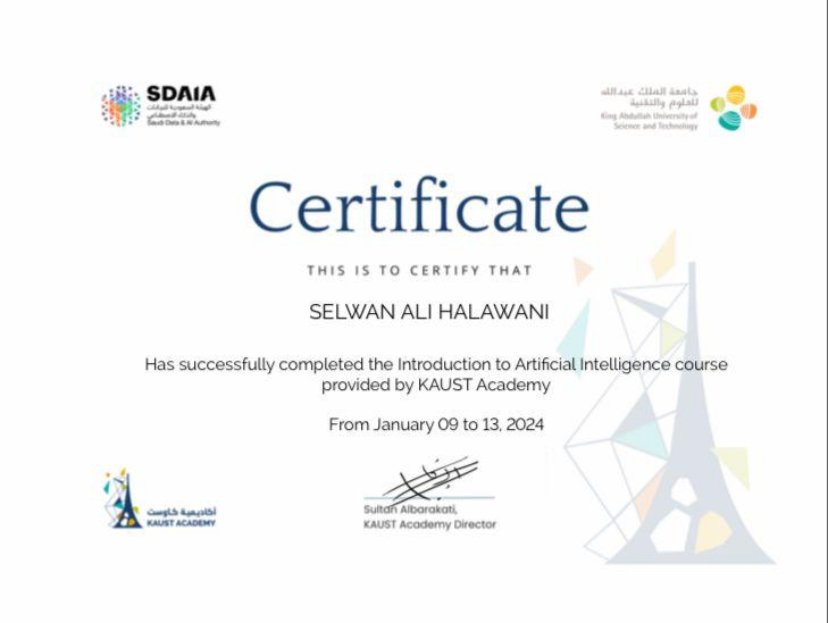 SDAIA
الهيئة السعودية للبيانات
والذكاء الاصطناعي
Saudi Data & AI Authority
جامعة الملك عبدالله
للعلوم والتقنية
King Abdullah University of
Science and Technology
Certificate
THIS IS TO CERTIFY THAT
SELWAN ALI HALAWANI
Has successfully completed the Introduction to Artificial Intelligence course
provided by KAUST Academy
From January 09 to 13, 2024
أكاديمية كاوست
KAUST ACADEMY
Sultan Albarakati,
KAUST Academy Director